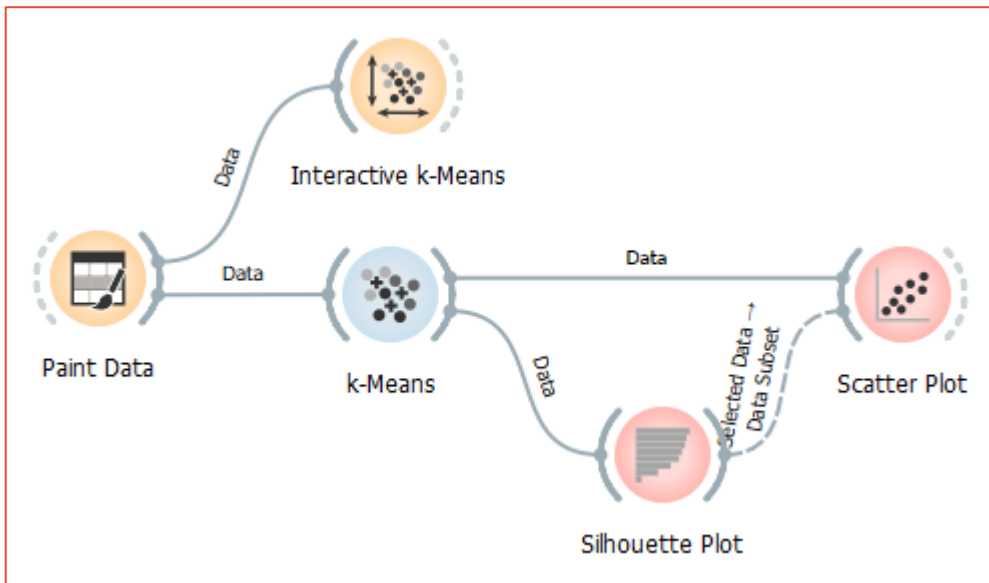 Data
Interactive k-Means
Data
Data
Paint Data
k-Means
Data
Selected Data →
Data Subset
Scatter Plot
Silhouette Plot